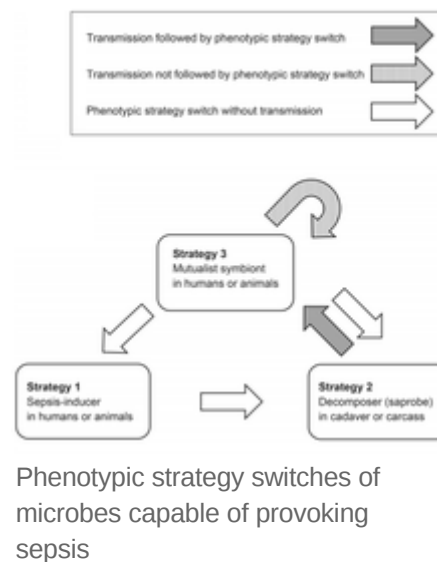 Transmission followed by phenotypic strategy switch
Transmission not followed by phenotypic strategy switch
Phenotypic strategy switch without transmission
Strategy 3
Mutualist symbiont
in humans or animals
Strategy 1
Sepsis-inducer
in humans or animals
Strategy 2
Decomposer (saprobe)
in cadaver or carcass
Phenotypic strategy switches of
microbes capable of provoking
sepsis